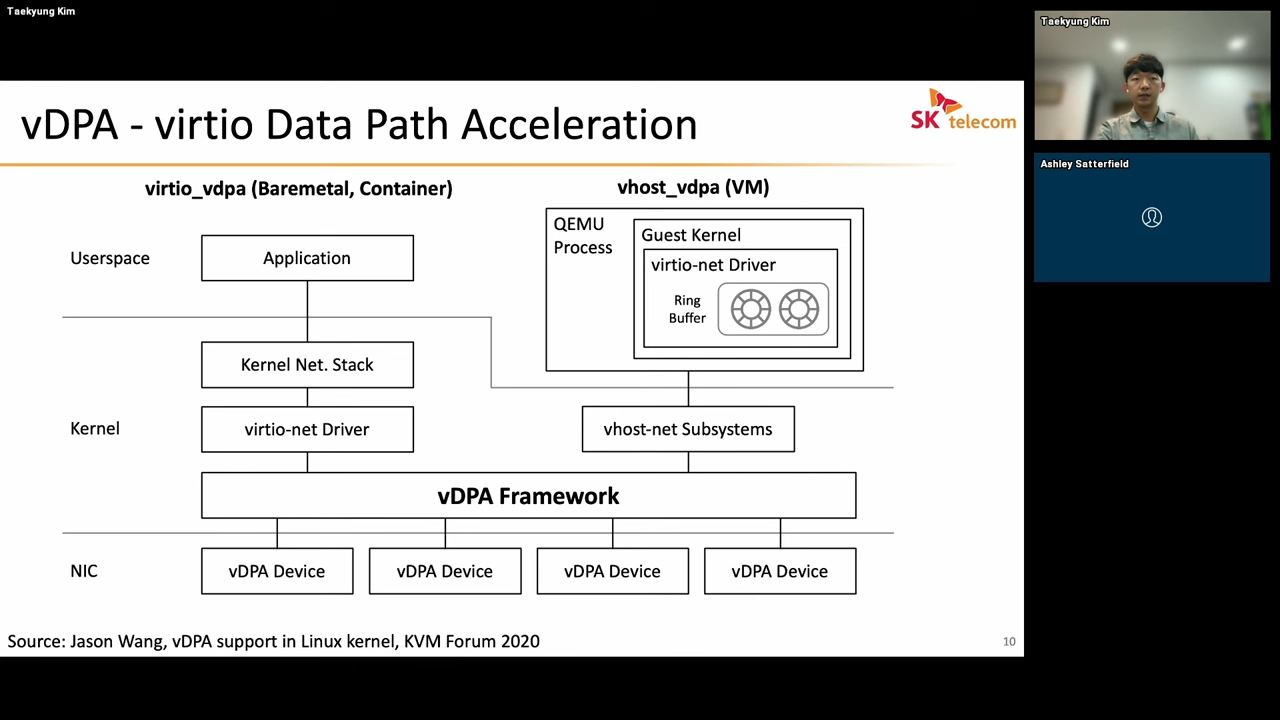 Taekyung Kim
Taekyung Kim
Ashley Satterfield
vDPA - virtio Data Path Acceleration
SK telecom
virtio_vdpa (Baremetal, Container)
vhost_vdpa (VM)
Userspace
Application
QEMU
Process
Guest Kernel
virtio-net Driver
Ring
Buffer
Kernel Net. Stack
Kernel
virtio-net Driver
vhost-net Subsystems
vDPA Framework
NIC
vDPA Device
vDPA Device
vDPA Device
vDPA Device
Source: Jason Wang, vDPA support in Linux kernel, KVM Forum 2020
10